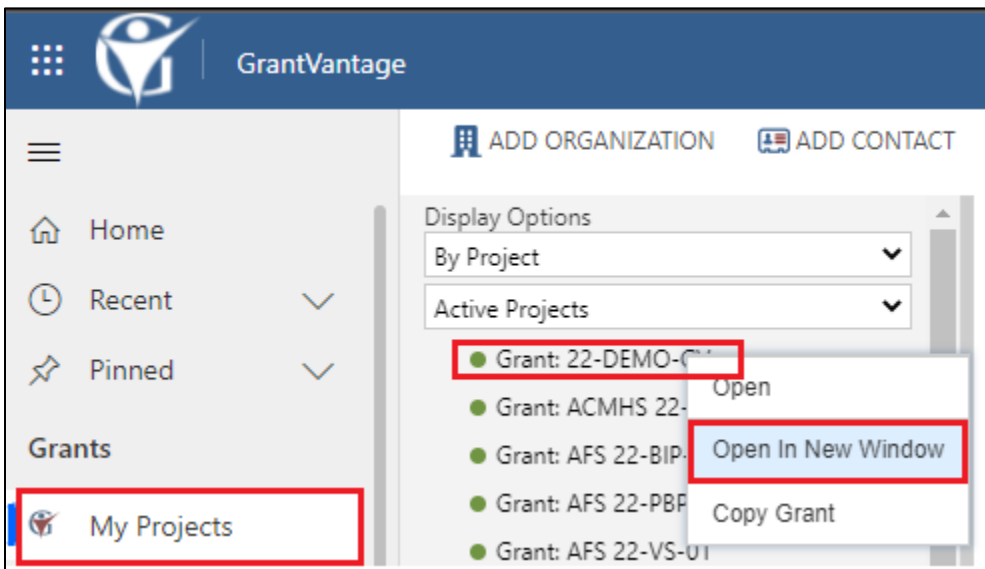 GrantVantage
ADD ORGANIZATION ADD CONTACT
Home
Recent
Pinned
Grants
My Projects
Display Options
By Project
Active Projects
Grant: 22-DEMO-
Grant: ACMHS 22-
Grant: AFS 22-BIP-
Grant: AFS 22-PBP
Grant: AFS 22-VS-01
Open
Open In New Window
Copy Grant